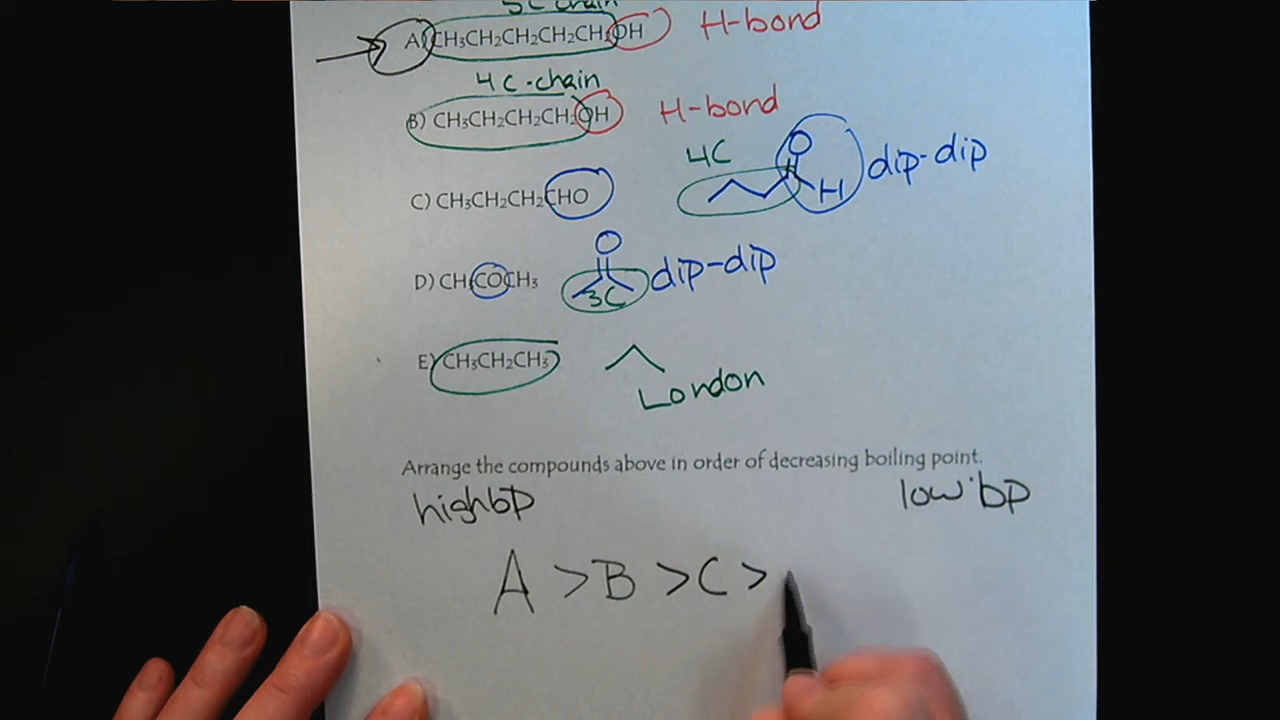 5C chain
A) CH₃CH₂CH₂CH₂CH₂OH H-bond
4C-chain
B) CH₃CH₂CH₂CH₂OH H-bond
C) CH₃CH₂CH₂CHO 4C O H dip-dip
D) CH₃COCH₃ O 3C dip-dip
E) CH₃CH₂CH₃ London
Arrange the compounds above in order of decreasing boiling point.
high bp low bp
A > B > C >